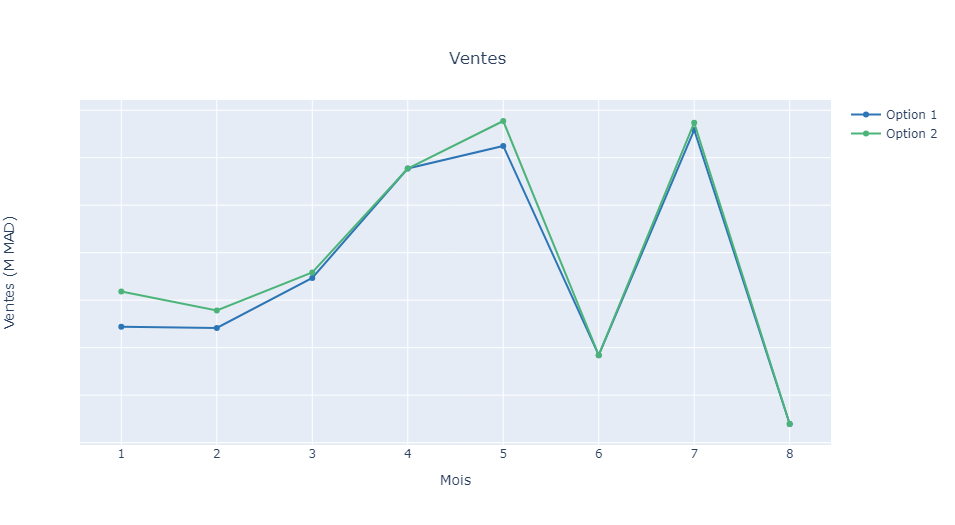 Ventes
Option 1
Option 2
Ventes (M MAD)
1 2 3 4 5 6 7 8
Mois